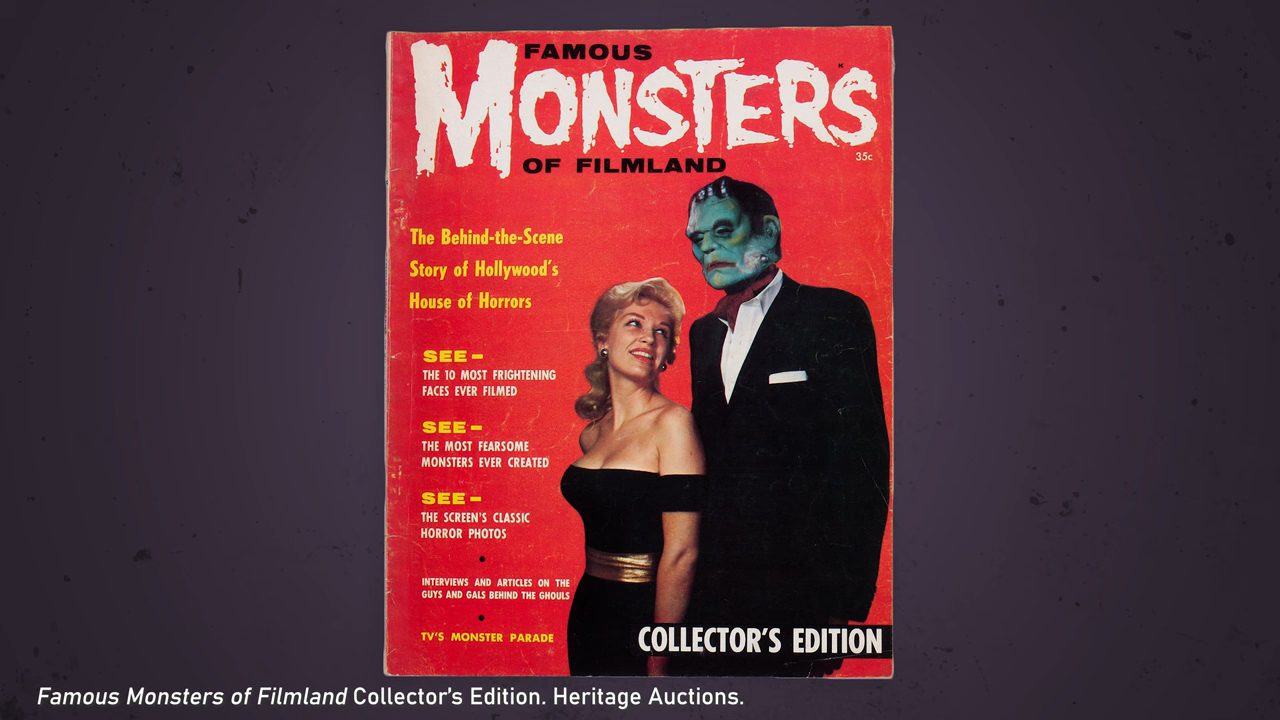 FAMOUS
MONSTERS
K
OF FILMLAND
35c
The Behind-the-Scene
Story of Hollywood's
House of Horrors
SEE–
THE 10 MOST FRIGHTENING
FACES EVER FILMED
SEE–
THE MOST FEARSOME
MONSTERS EVER CREATED
SEE–
THE SCREEN'S CLASSIC
HORROR PHOTOS
INTERVIEWS AND ARTICLES ON THE
GUYS AND GALS BEHIND THE GHOULS
TV'S MONSTER PARADE
COLLECTOR'S EDITION
Famous Monsters of Filmland Collector's Edition. Heritage Auctions.